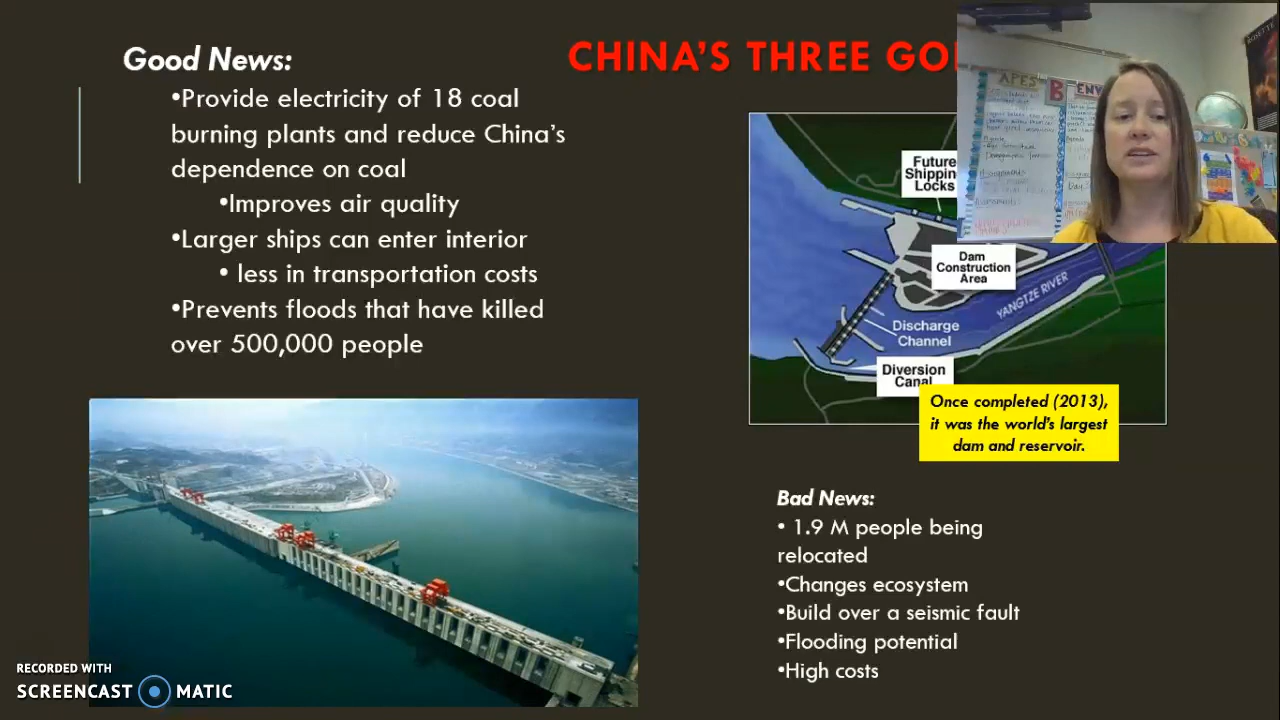 Good News:
CHINA'S THREE GO
•Provide electricity of 18 coal
burning plants and reduce China's
dependence on coal
•Improves air quality
•Larger ships can enter interior
• less in transportation costs
•Prevents floods that have killed
over 500,000 people
APES
B
ENV
Future
Shipping
Locks
Dam
Construction
Area
YANGTZE RIVER
Discharge
Channel
Diversion
Canal
Once completed (2013),
it was the world's largest
dam and reservoir.
Bad News:
• 1.9 M people being
relocated
•Changes ecosystem
•Build over a seismic fault
•Flooding potential
•High costs
RECORDED WITH
SCREENCAST MATIC